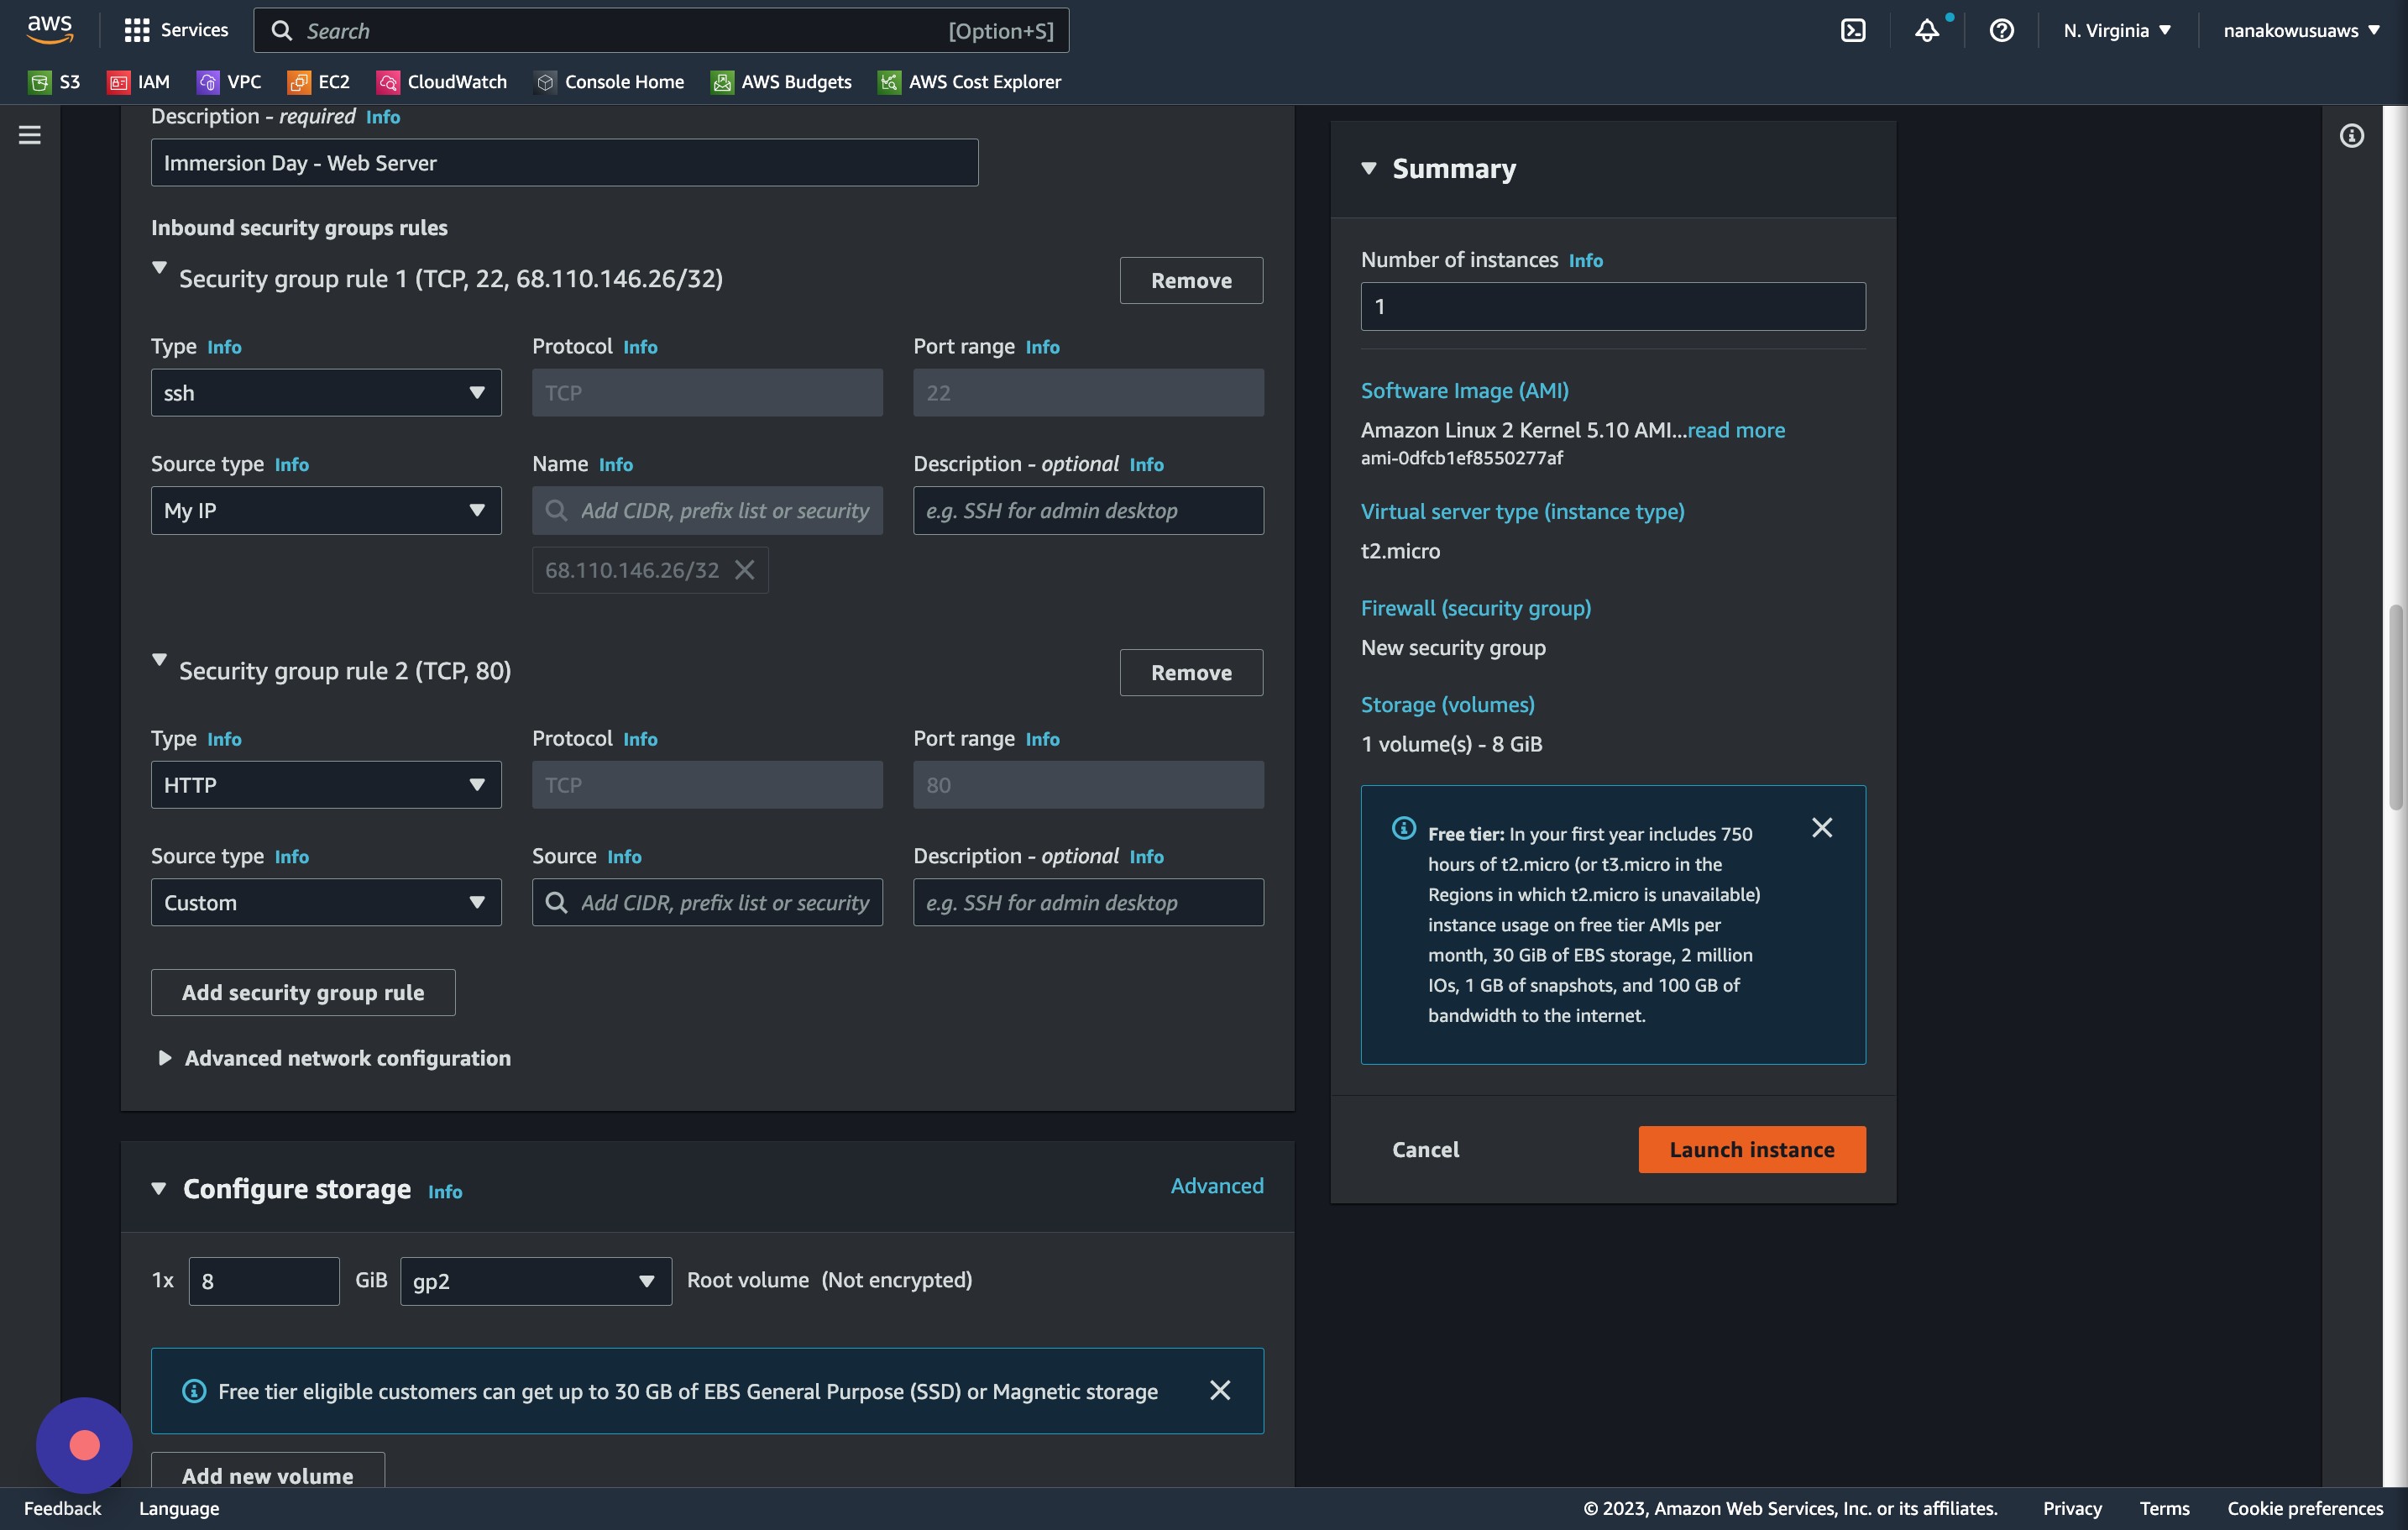 aws
Services
Search [Option+S]
N. Virginia
nanakowusuaws
S3 IAM VPC EC2 CloudWatch Console Home AWS Budgets AWS Cost Explorer
Description - required Info
Immersion Day - Web Server
Inbound security groups rules
Security group rule 1 (TCP, 22, 68.110.146.26/32)
Remove
Type Info
Protocol Info
Port range Info
ssh
TCP
22
Source type Info
Name Info
Description - optional Info
My IP
Add CIDR, prefix list or security
e.g. SSH for admin desktop
68.110.146.26/32
Security group rule 2 (TCP, 80)
Remove
Type Info
Protocol Info
Port range Info
HTTP
TCP
80
Source type Info
Source Info
Description - optional Info
Custom
Add CIDR, prefix list or security
e.g. SSH for admin desktop
Add security group rule
Advanced network configuration
Configure storage Info
Advanced
1x 8 GiB gp2 Root volume (Not encrypted)
Free tier eligible customers can get up to 30 GB of EBS General Purpose (SSD) or Magnetic storage
Add new volume
Summary
Number of instances Info
1
Software Image (AMI)
Amazon Linux 2 Kernel 5.10 AMI...read more
ami-0dfcb1ef8550277af
Virtual server type (instance type)
t2.micro
Firewall (security group)
New security group
Storage (volumes)
1 volume(s) - 8 GiB
Free tier: In your first year includes 750
hours of t2.micro (or t3.micro in the
Regions in which t2.micro is unavailable)
instance usage on free tier AMIs per
month, 30 GiB of EBS storage, 2 million
IOs, 1 GB of snapshots, and 100 GB of
bandwidth to the internet.
Cancel
Launch instance
Feedback Language
© 2023, Amazon Web Services, Inc. or its affiliates. Privacy Terms Cookie preferences